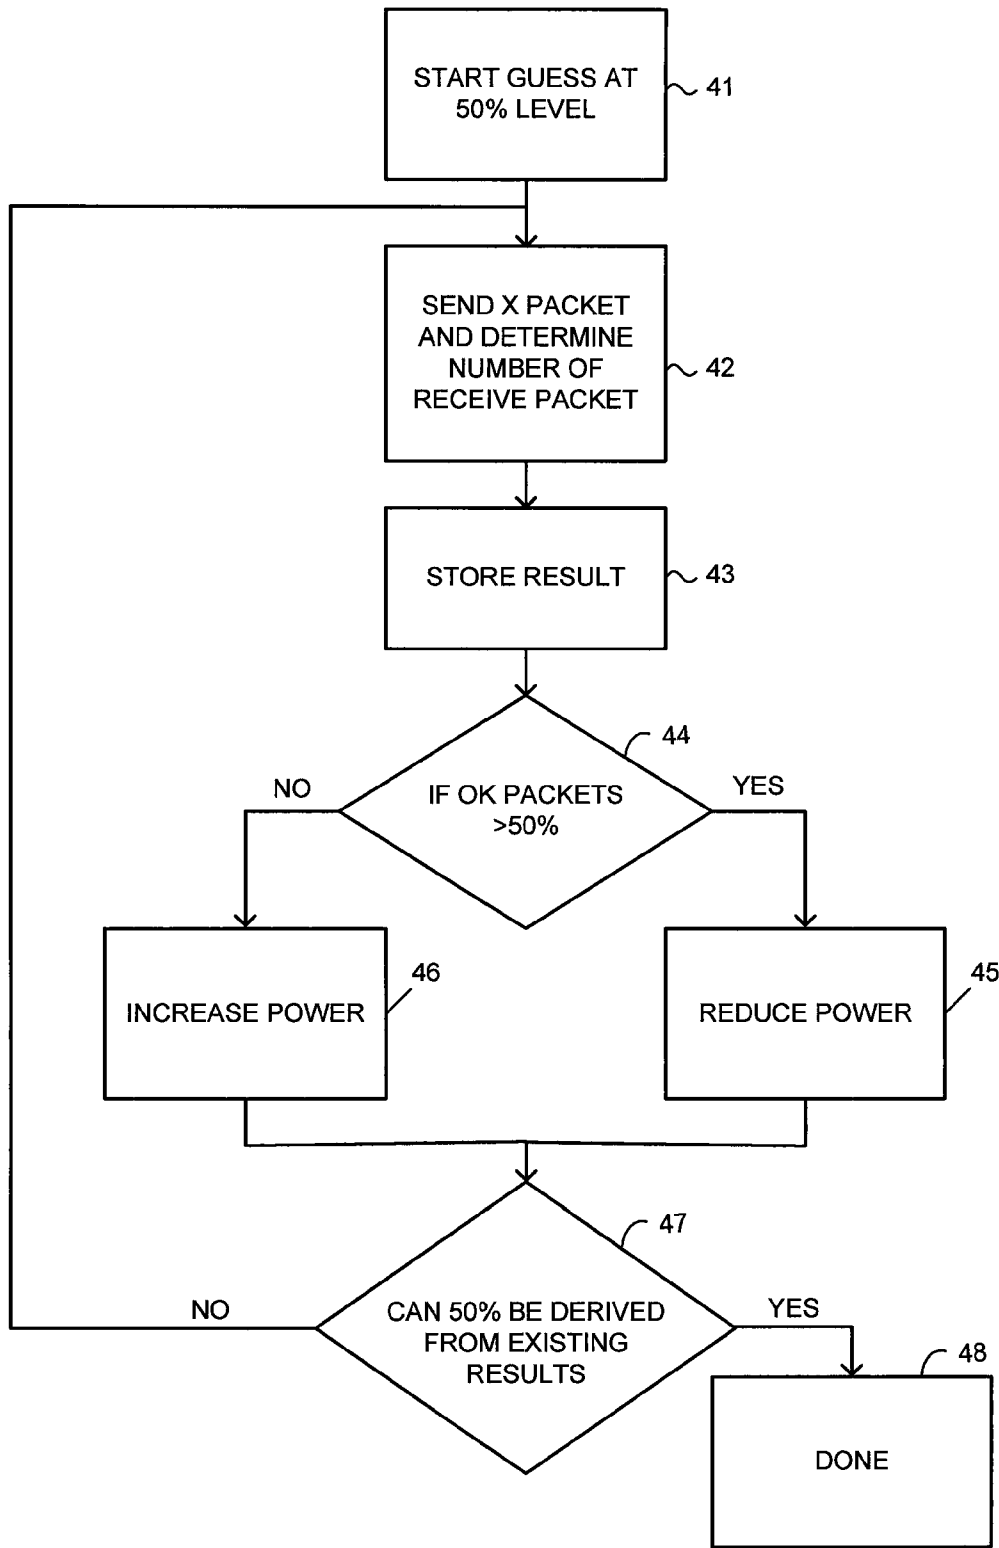 START GUESS AT
50% LEVEL
41
SEND X PACKET
AND DETERMINE
NUMBER OF
RECEIVE PACKET
42
STORE RESULT
43
44
NO
IF OK PACKETS
>50%
YES
46
INCREASE POWER
45
REDUCE POWER
47
NO
CAN 50% BE DERIVED
FROM EXISTING
RESULTS
YES
48
DONE